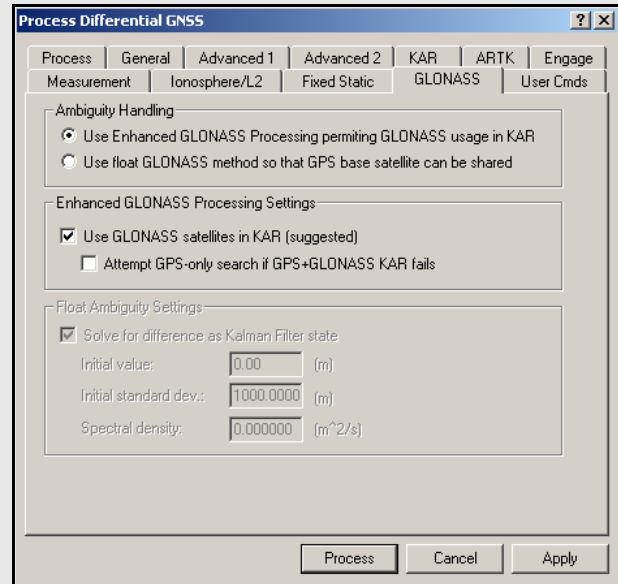 Process Differential GNSS
Process General Advanced 1 Advanced 2 KAR ARTK Engage
Measurement Ionosphere/L2 Fixed Static GLONASS User Cmds
Ambiguity Handling
Use Enhanced GLONASS Processing permiting GLONASS usage in KAR
Use float GLONASS method so that GPS base satellite can be shared
Enhanced GLONASS Processing Settings
Use GLONASS satellites in KAR (suggested)
Attempt GPS-only search if GPS+GLONASS KAR fails
Float Ambiguity Settings
Solve for difference as Kalman Filter state
Initial value: 0.00 (m)
Initial standard dev.: 1000.0000 (m)
Spectral density: 0.000000 (m^2/s)
Process Cancel Apply